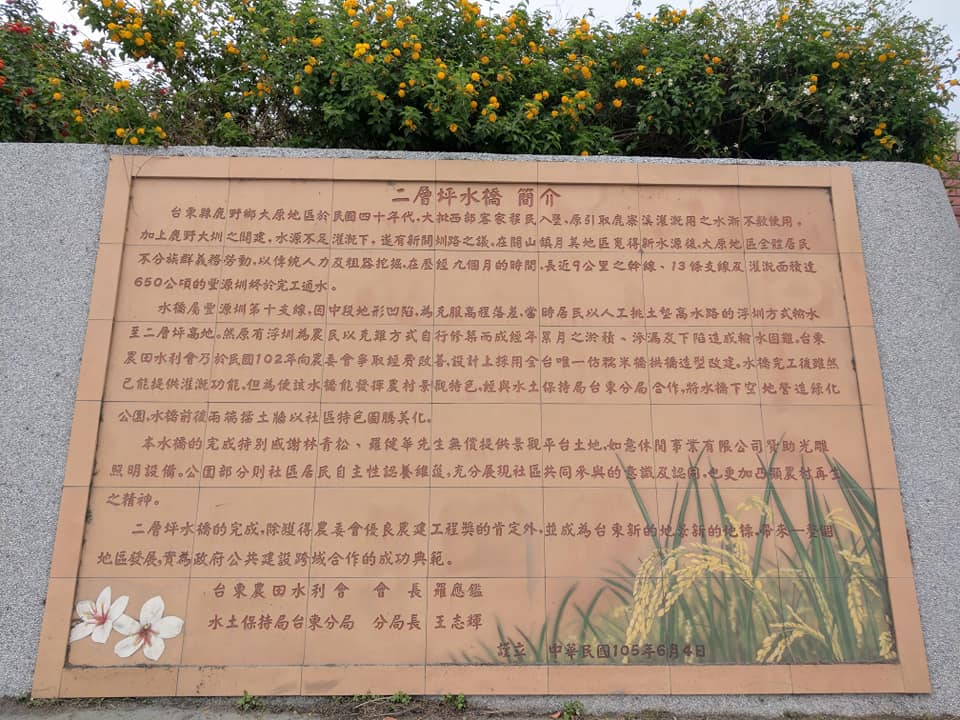 二層坪水橋 簡介
台東縣鹿野鄉大原地區於民國四十年代,大批西部客家移民入墾,原引取鹿寮溪灌溉用之水漸不敷使用。
加上鹿野大圳之開建,水源不足灌溉下,遂有新開圳路之議。在關山鎮月美地區覓得新水源後,大原地區全體居民
不分族群義務勞動,以傳統人力及粗器挖掘,在歷經九個月的時間,長近9公里之幹線、13條支線及灌溉面積達
650公頃的豐源圳終於完工通水。
水橋屬豐源圳第十支線,因中段地形凹陷,為克服高程落差,當時居民以人工挑土墊高水路的浮圳方式輸水
至二層坪高地。然原有浮圳為農民以克難方式自行修築而成經年累月之淤積、滲漏及下陷造成輸水困難,台東
農田水利會乃於民國102年向農委會爭取經費改善,設計上採用全台唯一仿糯米橋拱橋造型改建。水橋完工後雖然
已能提供灌溉功能,但為使該水橋能發揮農村景觀特色,經與水土保持局台東分局合作,將水橋下空地營造綠化
公園,水橋前後兩端擋土牆以社區特色圖騰美化。
本水橋的完成特別感謝林青松、羅健華先生無償提供景觀平台土地,如意休閒事業有限公司贊助光雕
照明設備。公園部分則社區居民自主性認養維護,充分展現社區共同參與的意識及認同,也更加凸顯農村再生
之精神。
二層坪水橋的完成,除獲得農委會優良農建工程獎的肯定外,並成為台東新的地景新的地標,帶來一整個
地區發展,實為政府公共建設跨域合作的成功典範。
台東農田水利會 會 長 羅應鑑
水土保持局台東分局 分局長 王志輝
謹立 中華民國105年6月4日